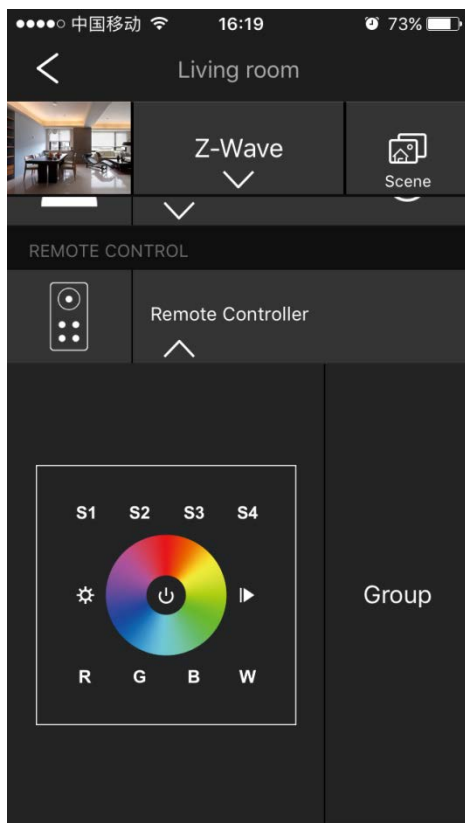 中国移动 16:19 73%
Living room
Z-Wave
Scene
REMOTE CONTROL
Remote Controller
S1 S2 S3 S4
R G B W
Group